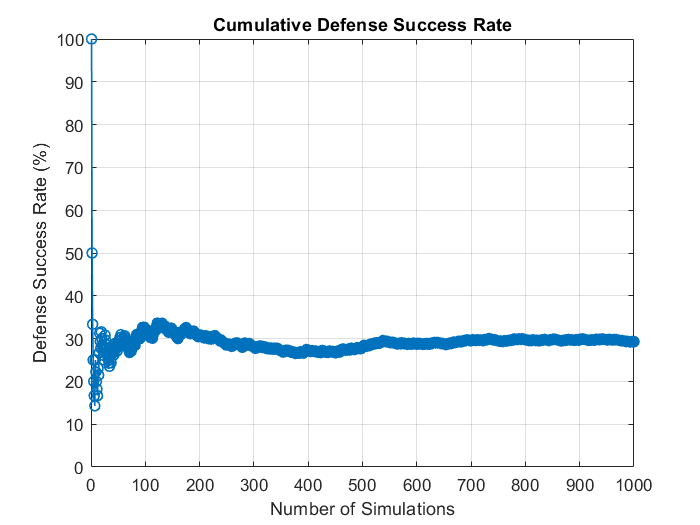 Cumulative Defense Success Rate
Defense Success Rate (%)
100
90
80
70
60
50
40
30
20
10
0
0 100 200 300 400 500 600 700 800 900 1000
Number of Simulations